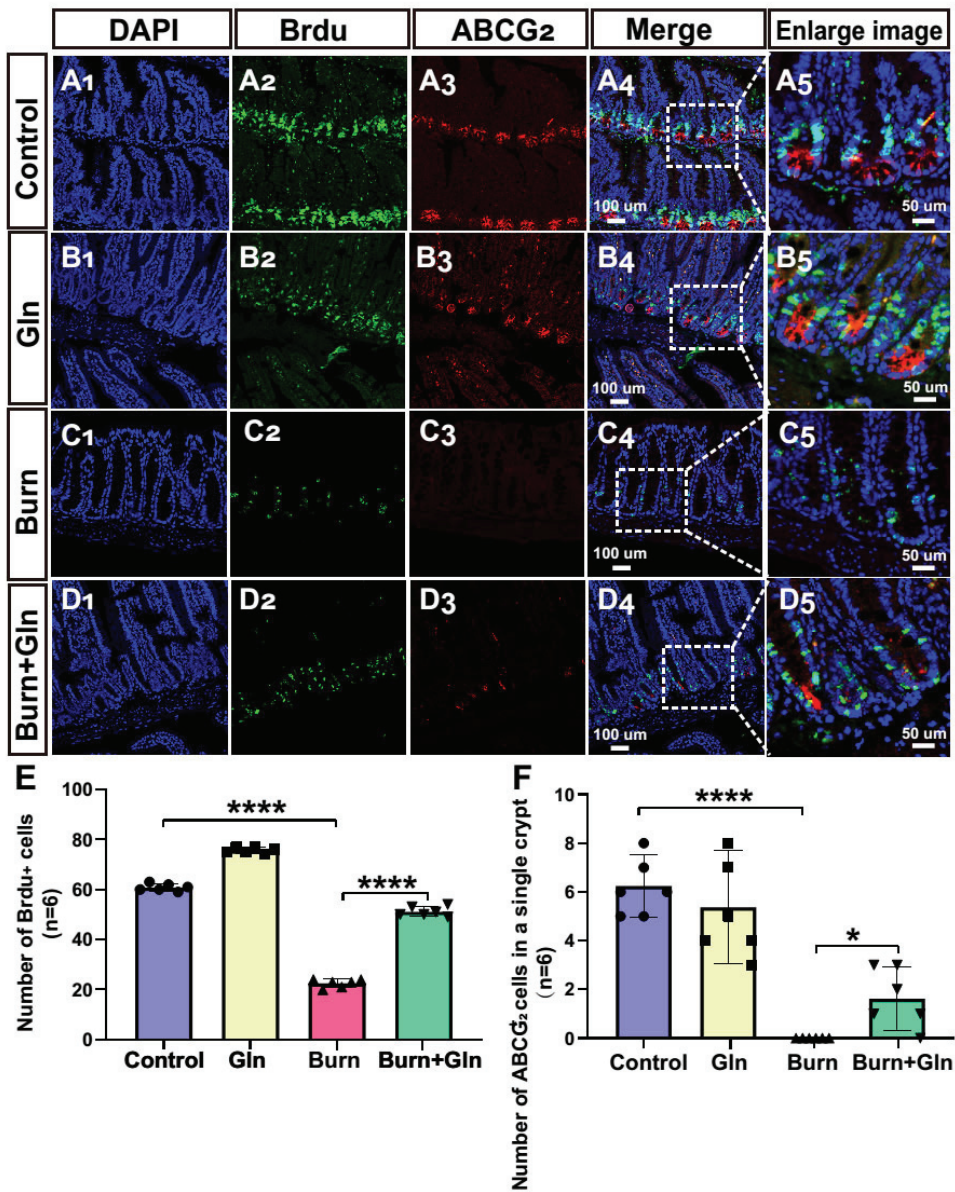 DAPI Brdu ABCG2 Merge Enlarge image
Control
A1 A2 A3 A4 A5
100 um 50 um
Gln
B1 B2 B3 B4 B5
100 um 50 um
Burn
C1 C2 C3 C4 C5
100 um 50 um
Burn+Gln
D1 D2 D3 D4 D5
100 um 50 um
E
Number of Brdu+ cells
(n=6)
100
80
60
40
20
0
****
****
Control Gln Burn Burn+Gln
F
Number of ABCG2+ cells in a single crypt
(n=6)
10
8
6
4
2
0
****
*
Control Gln Burn Burn+Gln